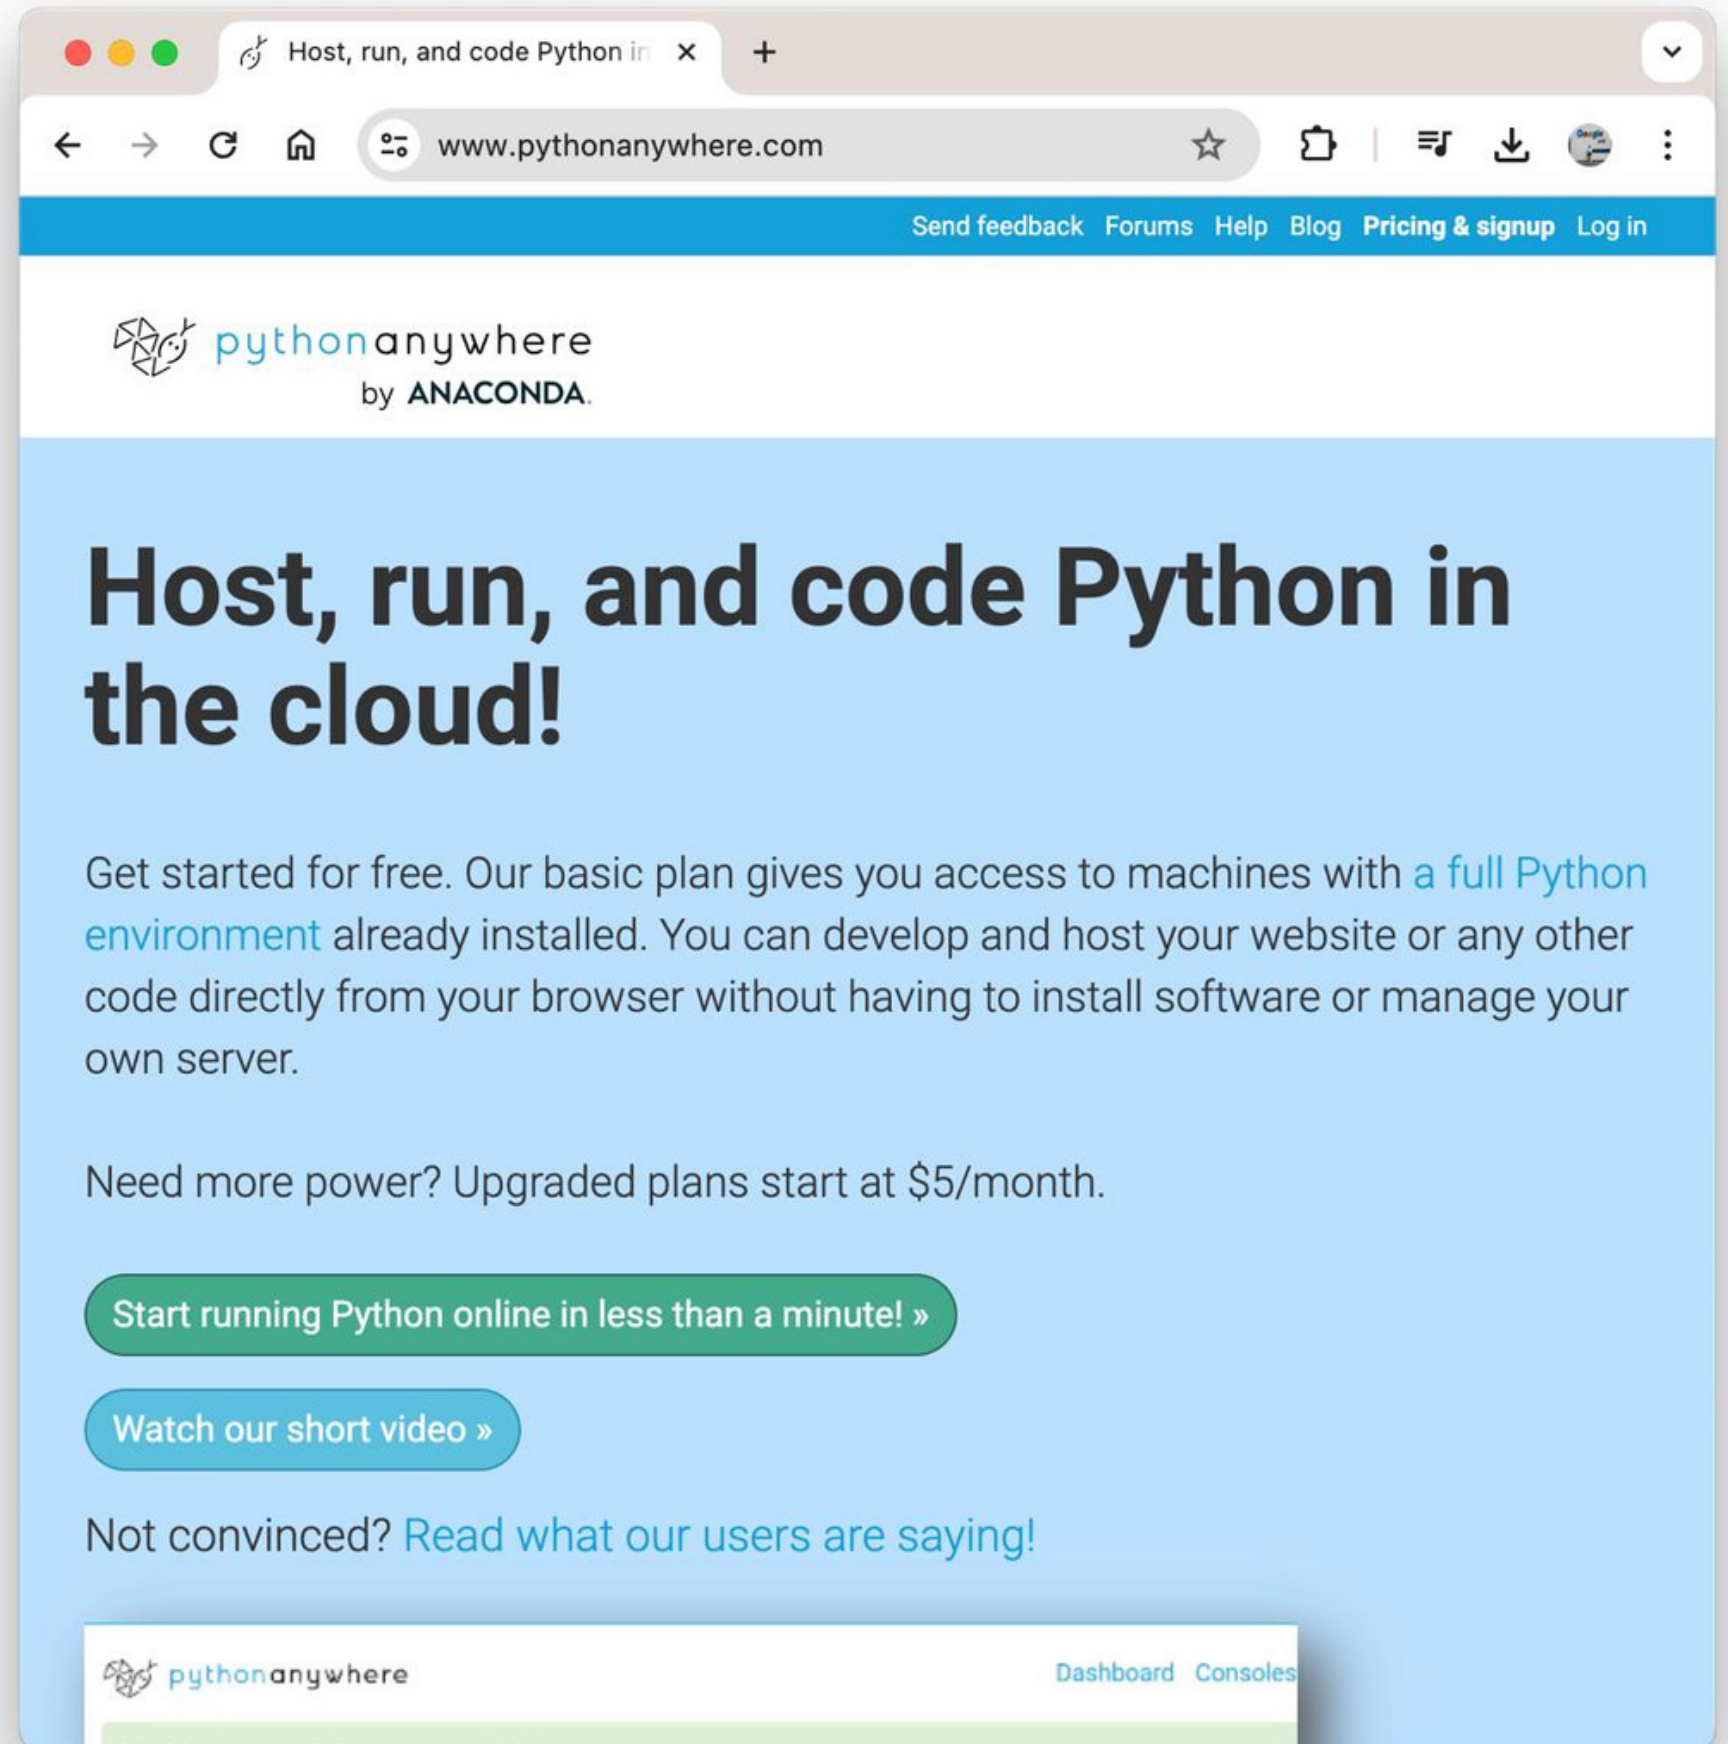 Host, run, and code Python in
www.pythonanywhere.com
Send feedback Forums Help Blog Pricing & signup Log in
pythonanywhere
by ANACONDA.
Host, run, and code Python in
the cloud!
Get started for free. Our basic plan gives you access to machines with a full Python
environment already installed. You can develop and host your website or any other
code directly from your browser without having to install software or manage your
own server.
Need more power? Upgraded plans start at $5/month.
Start running Python online in less than a minute! »
Watch our short video »
Not convinced? Read what our users are saying!
pythonanywhere
Dashboard Consoles